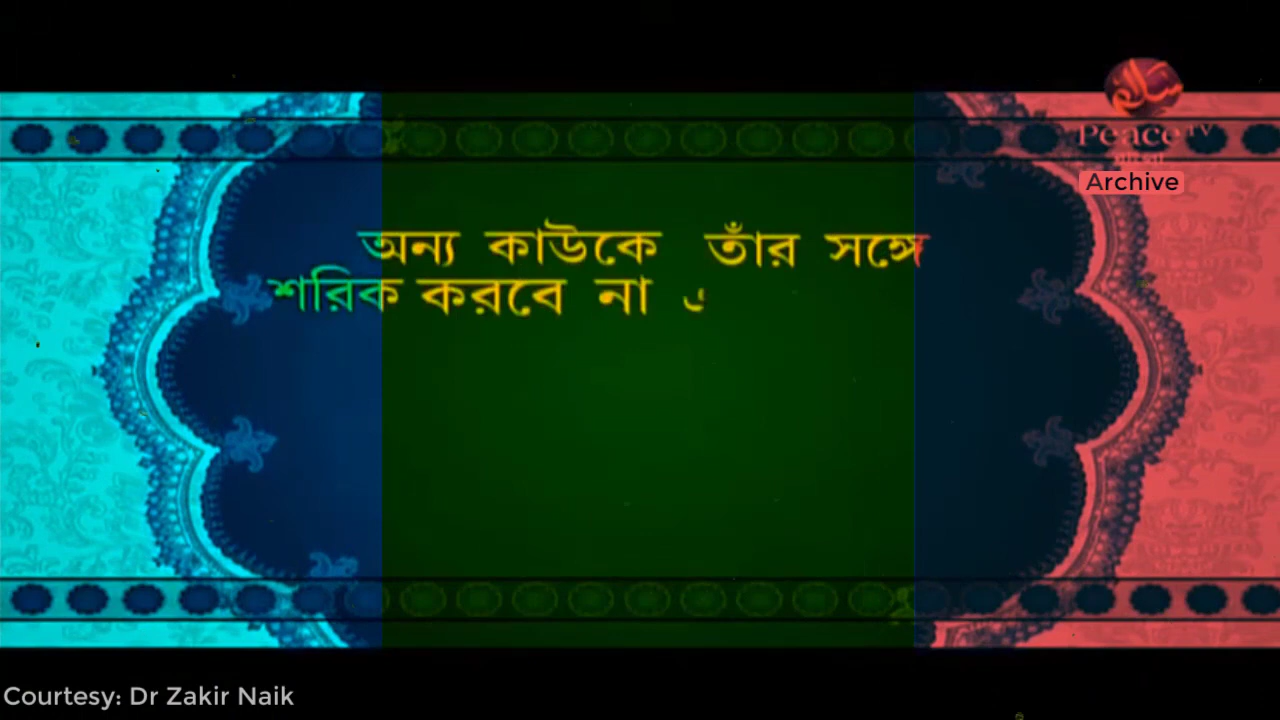 Peace TV
Archive
অন্য কাউকে তাঁর সঙ্গে
শরিক করবে না
Courtesy: Dr Zakir Naik